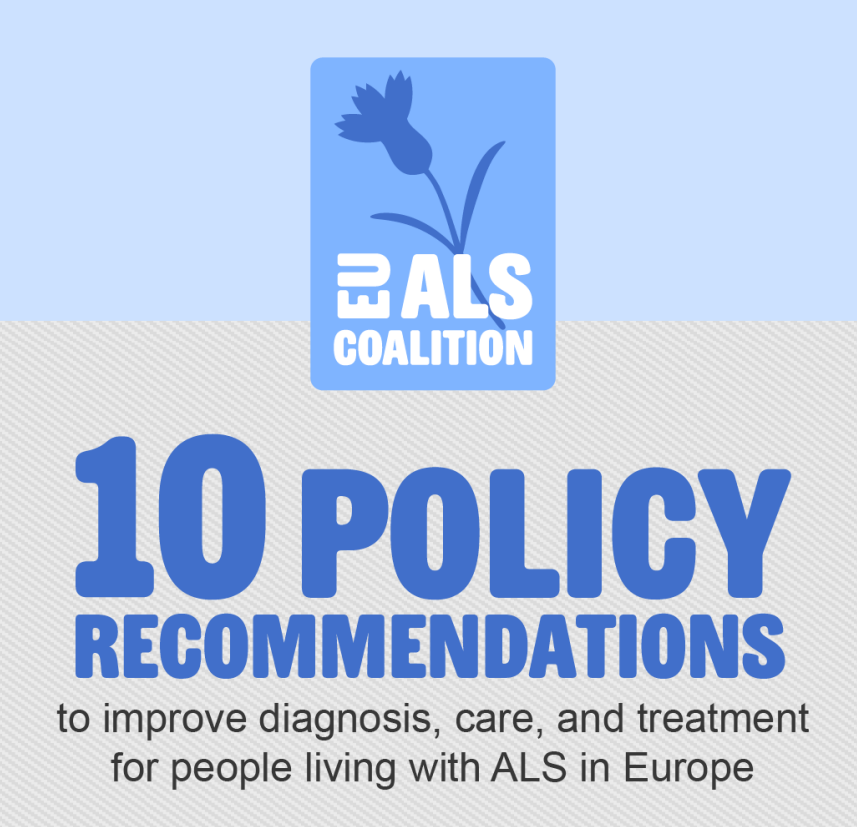 EU ALS
COALITION
10 POLICY
RECOMMENDATIONS
to improve diagnosis, care, and treatment
for people living with ALS in Europe